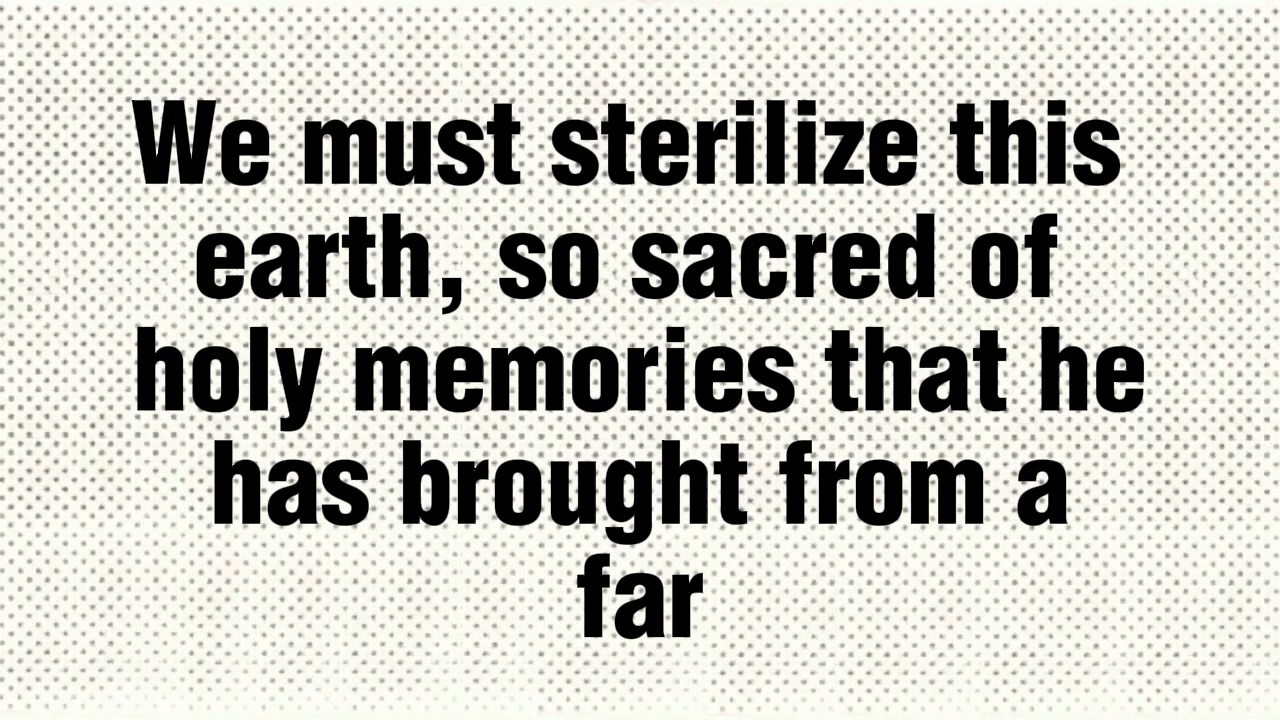 We must sterilize this
earth, so sacred of
holy memories that he
has brought from a
far